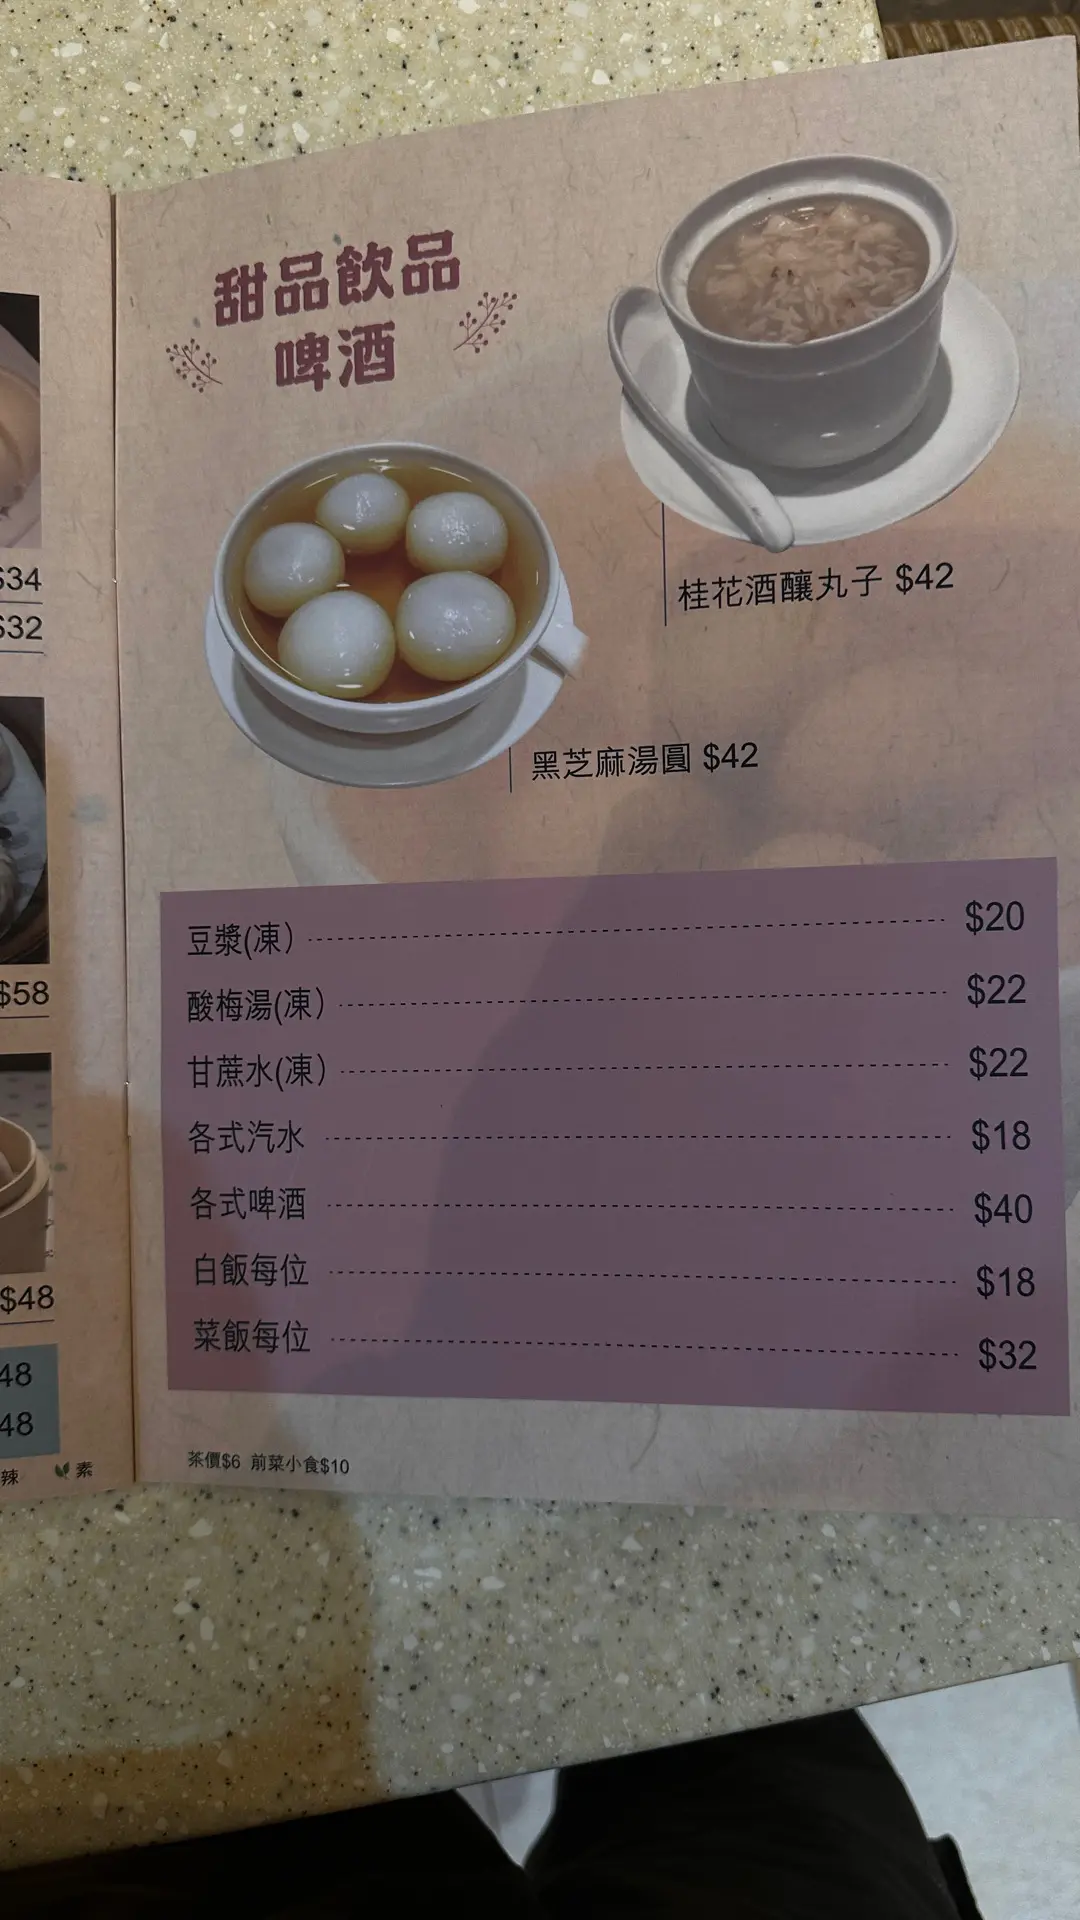 $34
$32
$58
$48
48
48
辣 素
甜品飲品
啤酒
桂花酒釀丸子 $42
黑芝麻湯圓 $42
豆漿(凍) $20
酸梅湯(凍) $22
甘蔗水(凍) $22
各式汽水 $18
各式啤酒 $40
白飯每位 $18
菜飯每位 $32
茶價$6 前菜小食$10